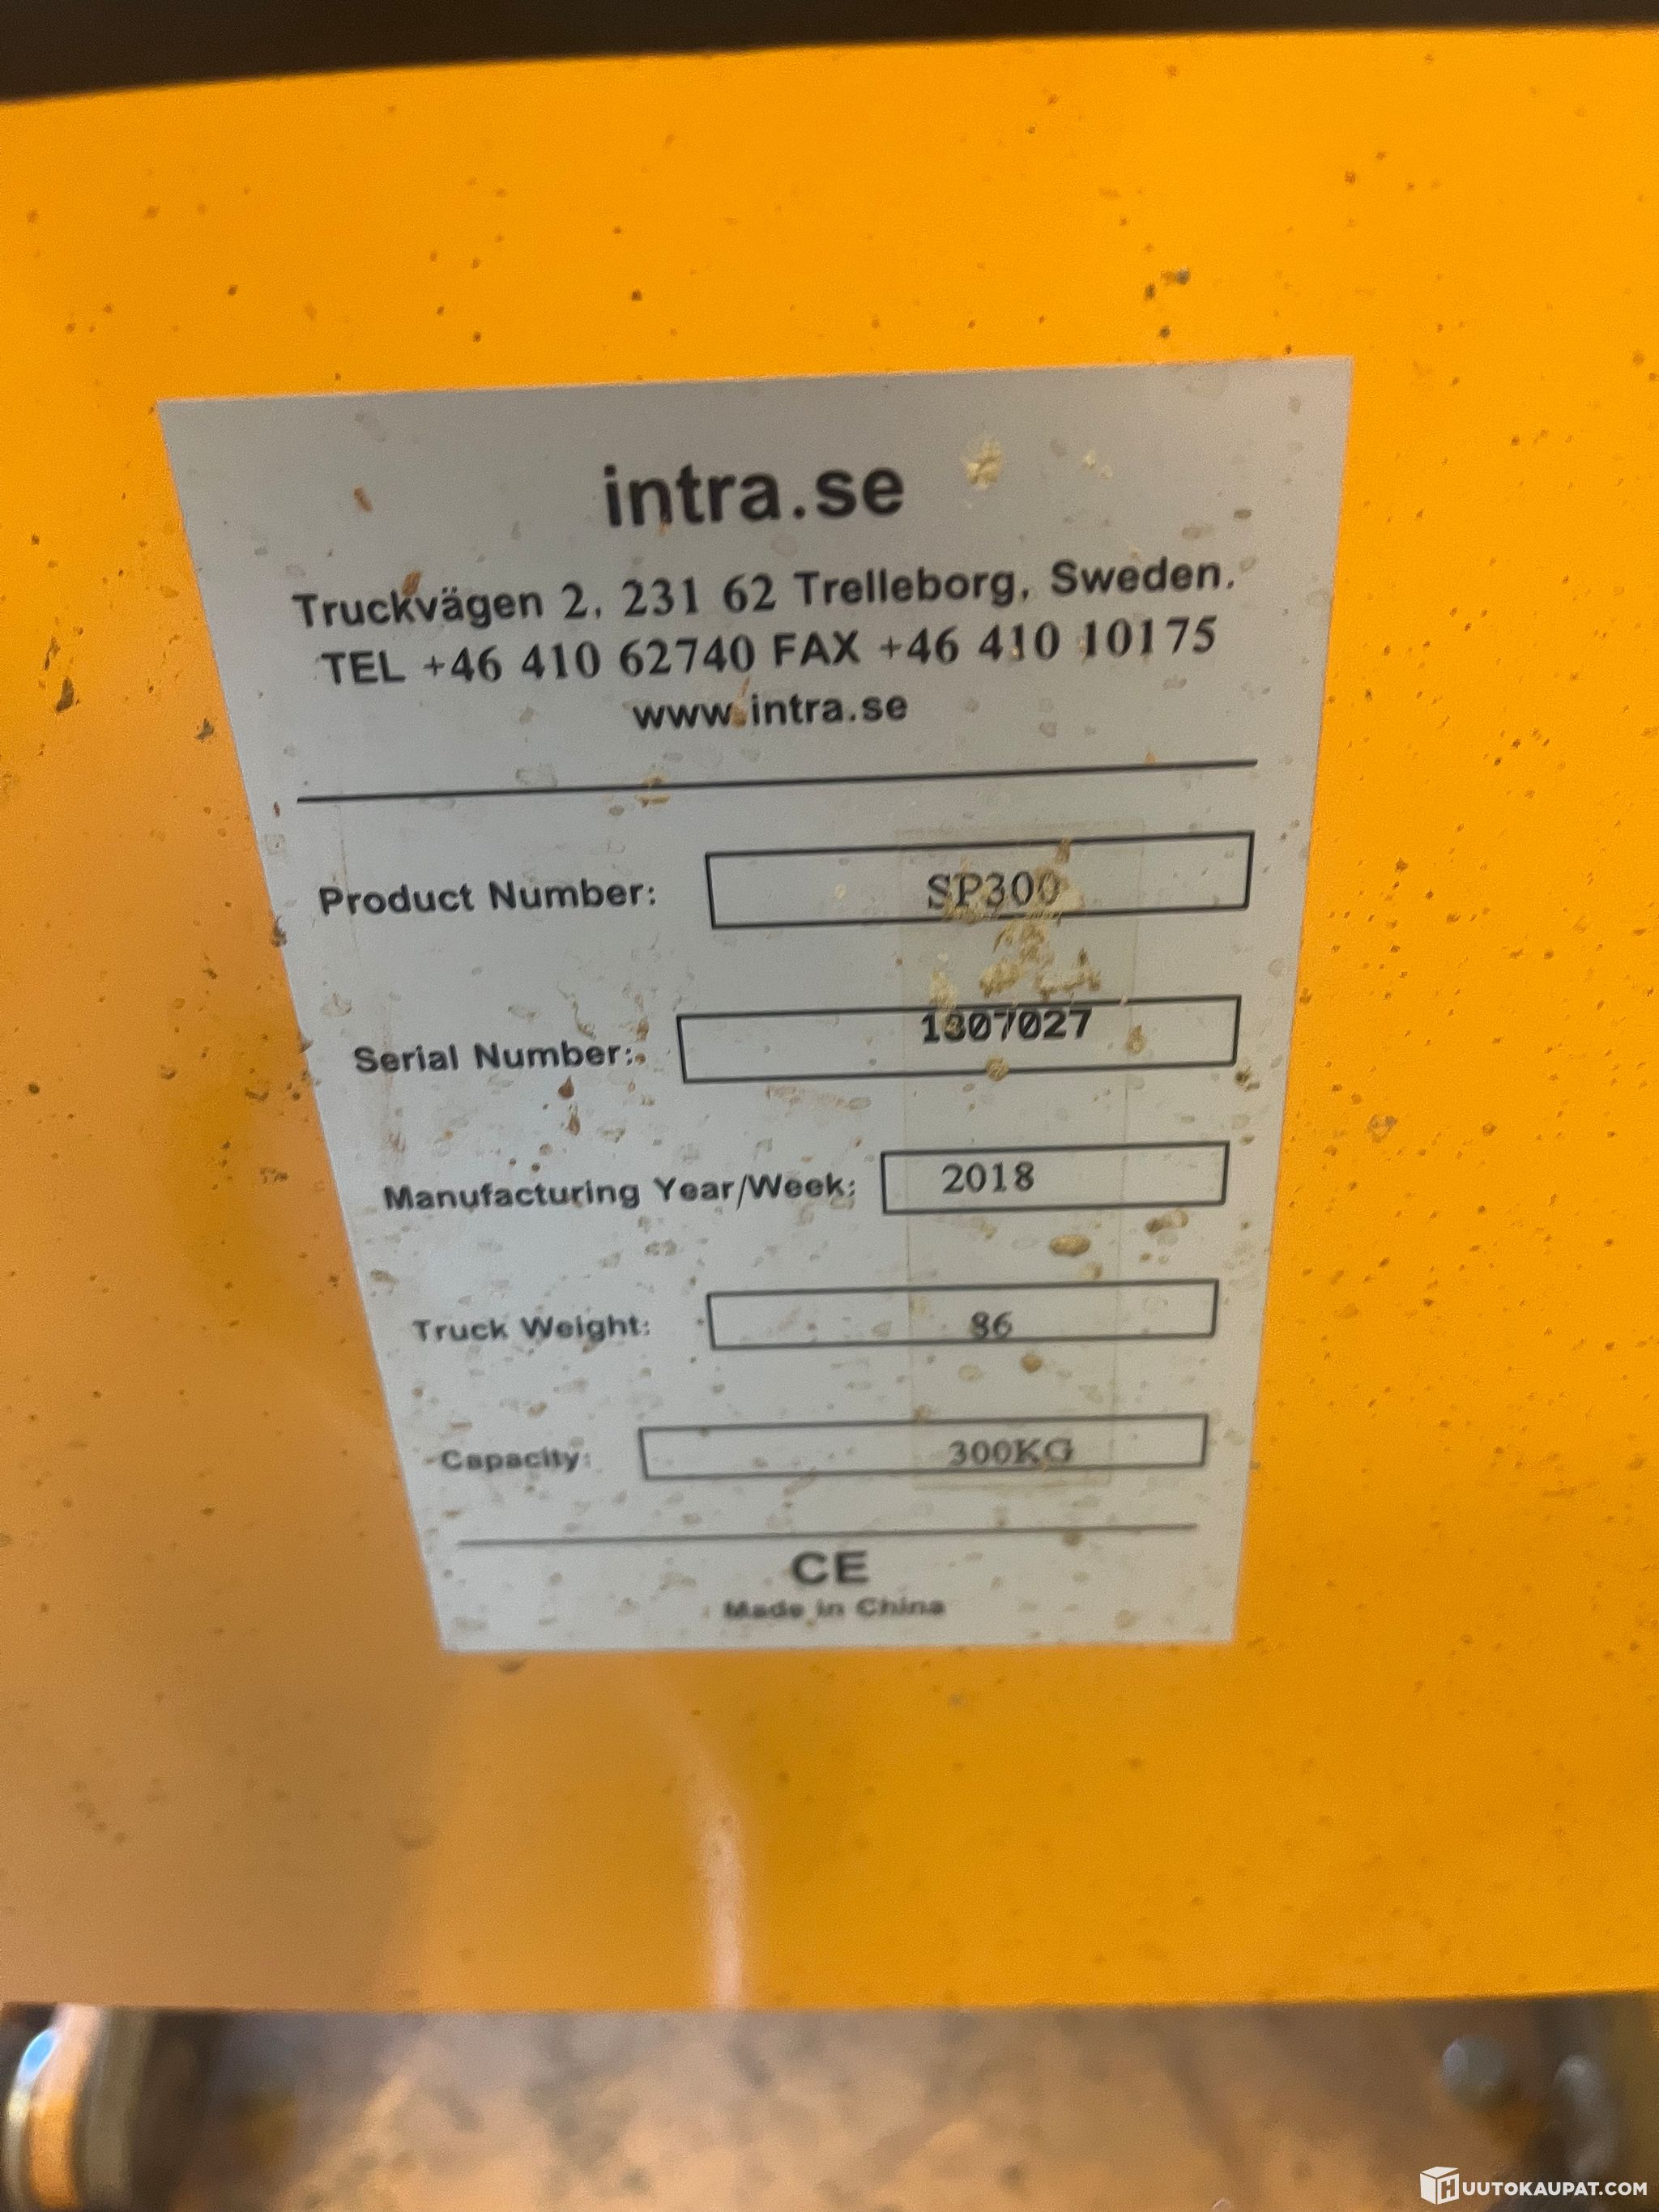 intra.se
Truckvägen 2, 231 62 Trelleborg, Sweden.
TEL +46 410 62740 FAX +46 410 10175
www.intra.se
Product Number: SP300
Serial Number: 1307027
Manufacturing Year/Week: 2018
Truck Weight: 86
Capacity: 300KG
CE
Made in China
HUUTOKAUPAT.COM